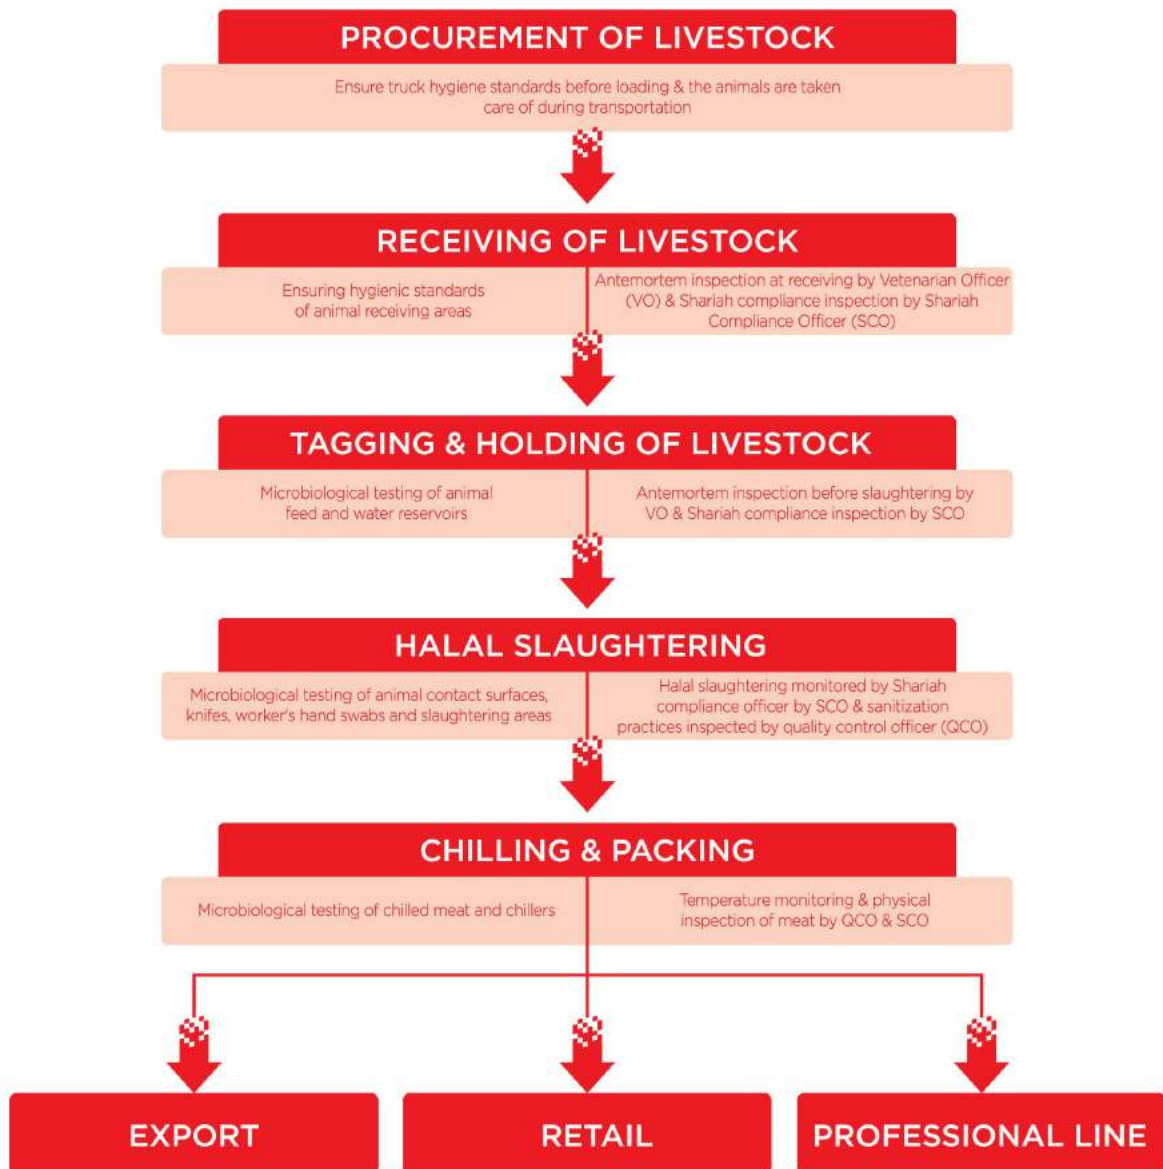 PROCUREMENT OF LIVESTOCK
Ensure truck hygiene standards before loading & the animals are taken
care of during transportation
RECEIVING OF LIVESTOCK
Ensuring hygienic standards
of animal receiving areas
Antemortem inspection at receiving by Vetenarian Officer
(VO) & Shariah compliance inspection by Shariah
Compliance Officer (SCO)
TAGGING & HOLDING OF LIVESTOCK
Microbiological testing of animal
feed and water reservoirs
Antemortem inspection before slaughtering by
VO & Shariah compliance inspection by SCO
HALAL SLAUGHTERING
Microbiological testing of animal contact surfaces,
knifes, worker's hand swabs and slaughtering areas
Halal slaughtering monitored by Shariah
compliance officer by SCO & sanitization
practices inspected by quality control officer (QCO)
CHILLING & PACKING
Microbiological testing of chilled meat and chillers
Temperature monitoring & physical
inspection of meat by QCO & SCO
EXPORT
RETAIL
PROFESSIONAL LINE